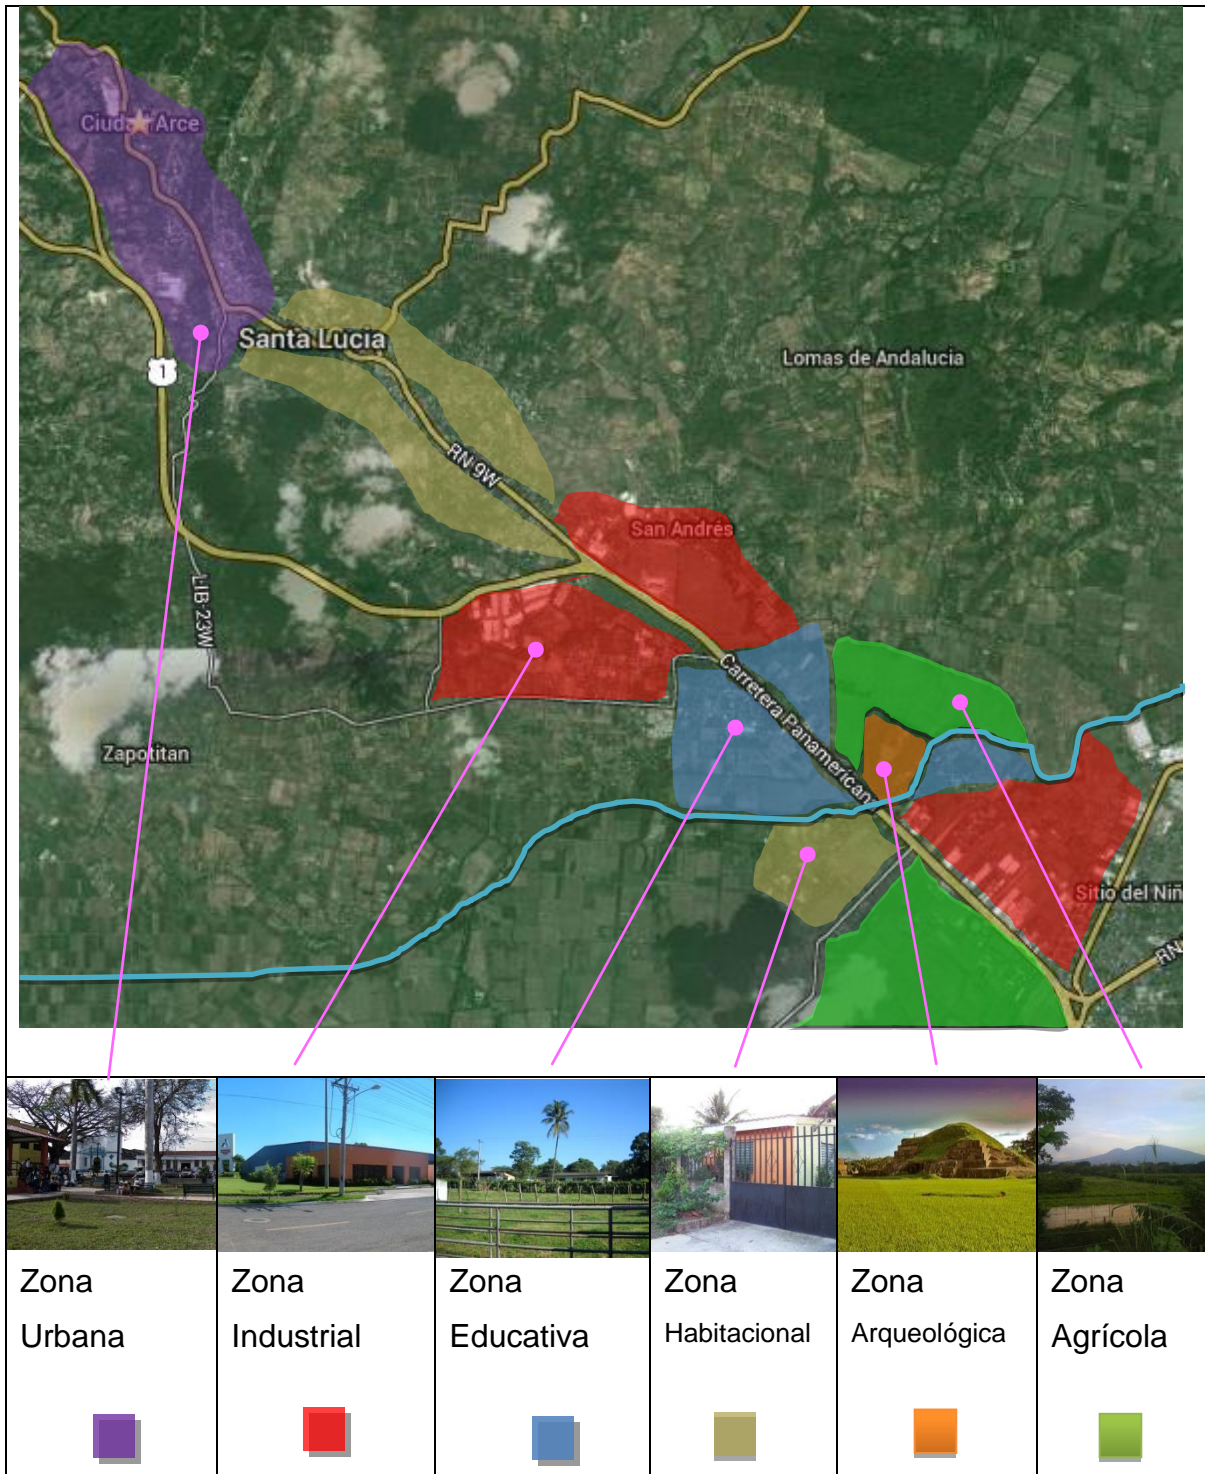 Ciudad Arce
Santa Lucia
1
Lomas de Andalucia
RN 9W
San Andrés
LIB-23W
Carretera Panamerican
Zapotitan
Sitio del Niñ
RN
Zona
Urbana
Zona
Industrial
Zona
Educativa
Zona
Habitacional
Zona
Arqueológica
Zona
Agrícola